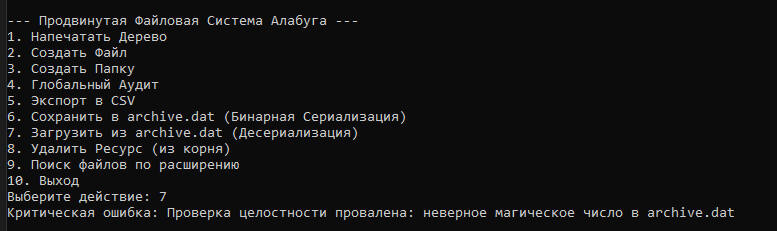 --- Продвинутая Файловая Система Алабуга ---
1. Напечатать Дерево
2. Создать Файл
3. Создать Папку
4. Глобальный Аудит
5. Экспорт в CSV
6. Сохранить в archive.dat (Бинарная Сериализация)
7. Загрузить из archive.dat (Десериализация)
8. Удалить Ресурс (из корня)
9. Поиск файлов по расширению
10. Выход
Выберите действие: 7
Критическая ошибка: Проверка целостности провалена: неверное магическое число в archive.dat